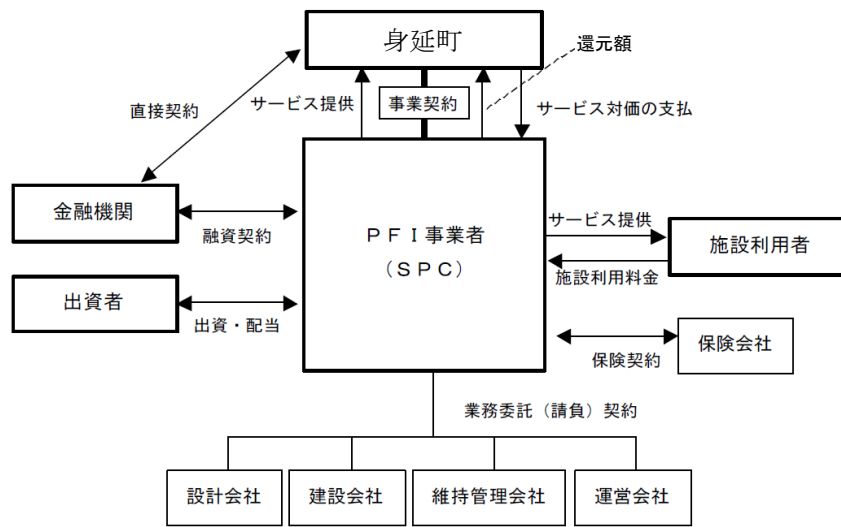 身延町
還元額
サービス提供
事業契約
サービス対価の支払
直接契約
金融機関
融資契約
ＰＦＩ事業者
（ＳＰＣ）
サービス提供
施設利用者
施設利用料金
出資者
出資・配当
保険会社
保険契約
業務委託（請負）契約
設計会社
建設会社
維持管理会社
運営会社